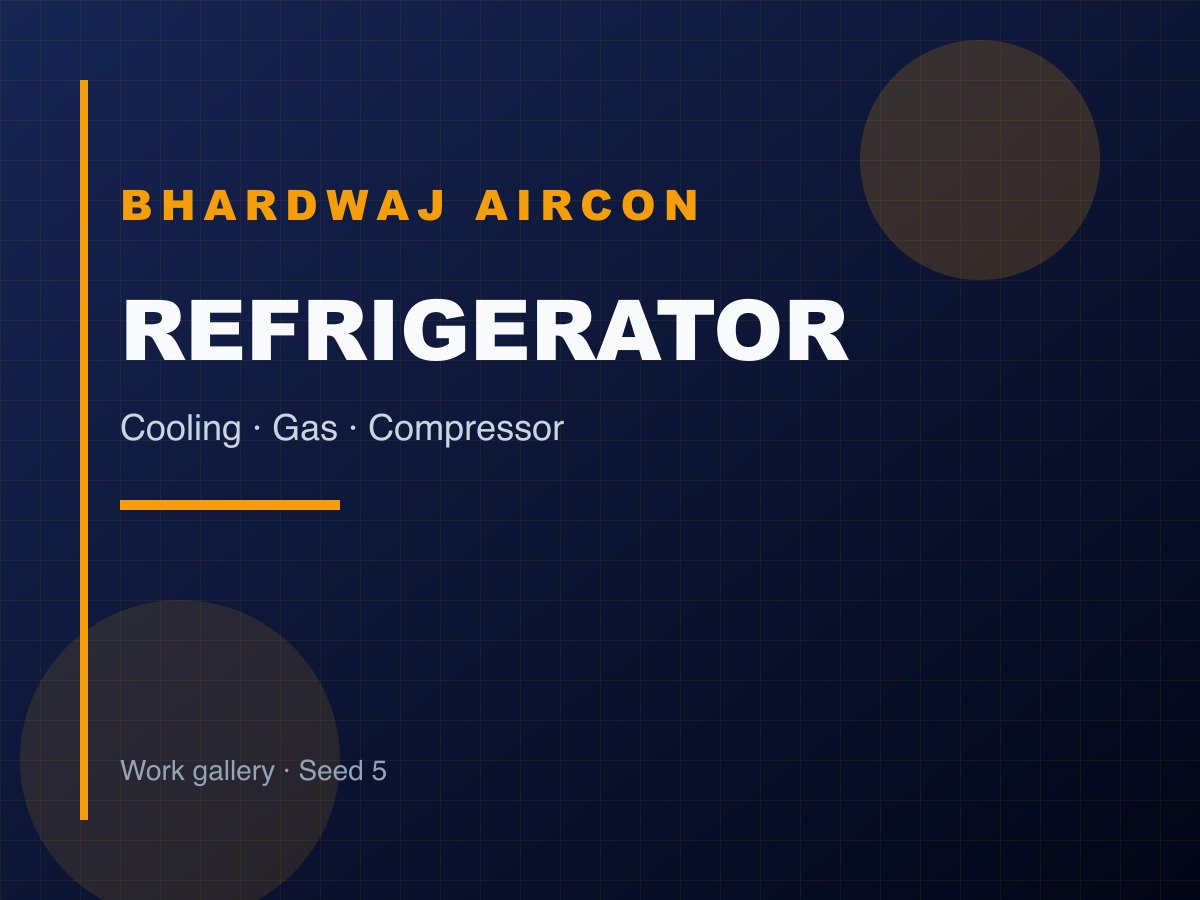 BHARDWAJ AIRCON
REFRIGERATOR
Cooling · Gas · Compressor
Work gallery · Seed 5